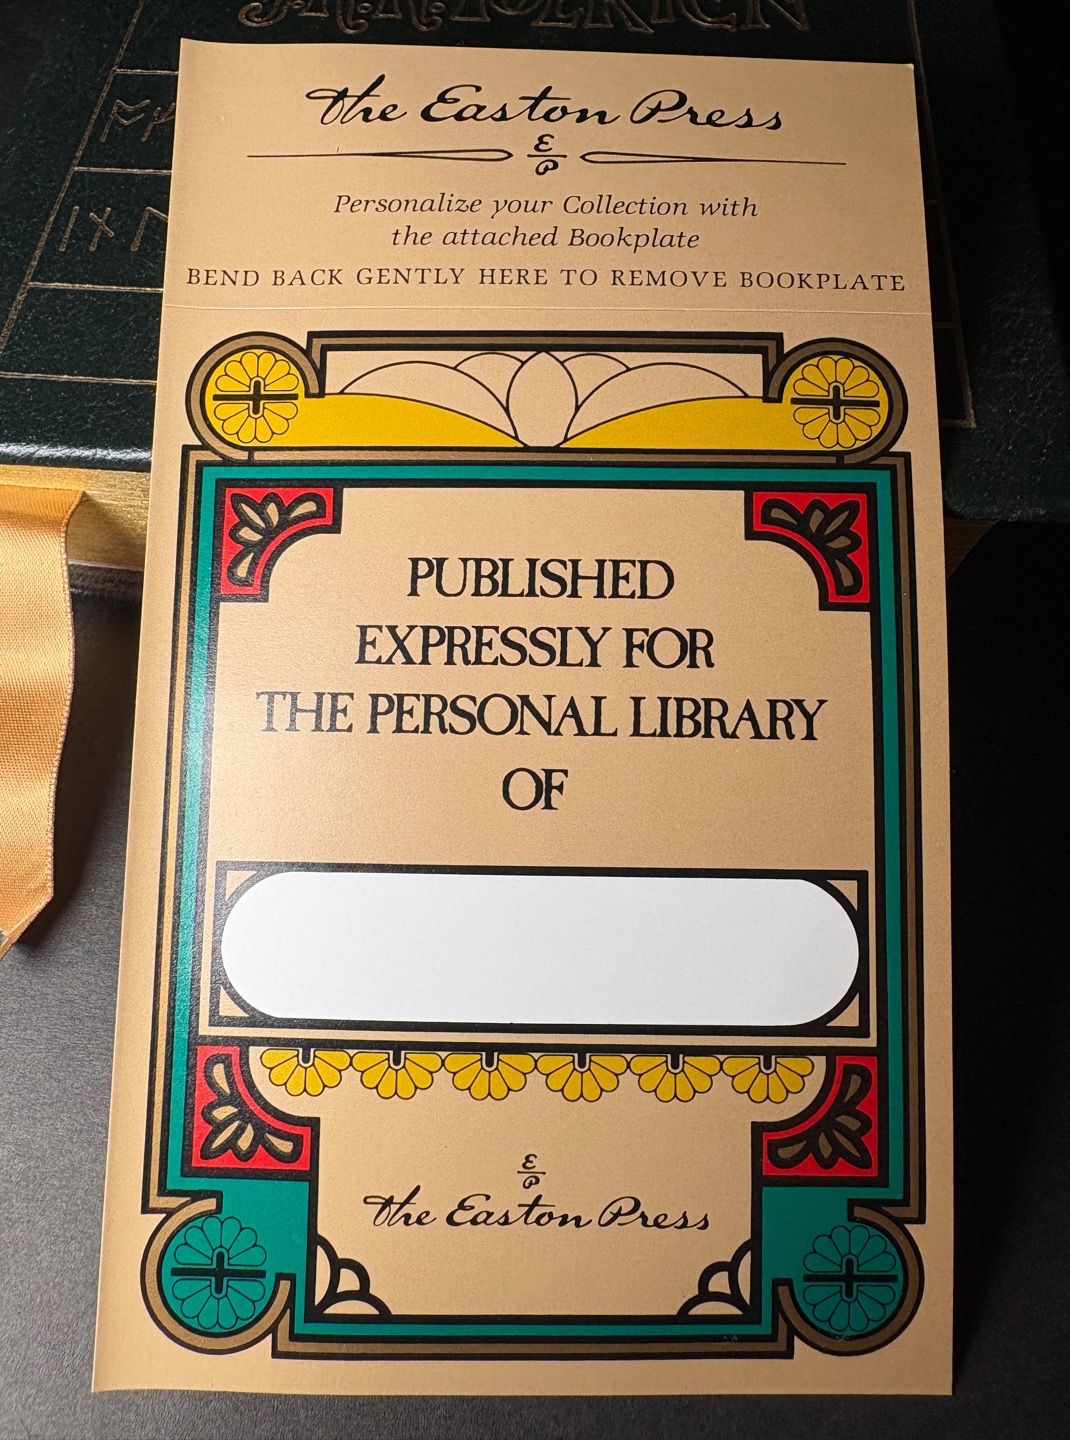 J.R.R. TOLKIEN
The Easton Press
E
P
Personalize your Collection with
the attached Bookplate
BEND BACK GENTLY HERE TO REMOVE BOOKPLATE
PUBLISHED
EXPRESSLY FOR
THE PERSONAL LIBRARY
OF
E
P
The Easton Press